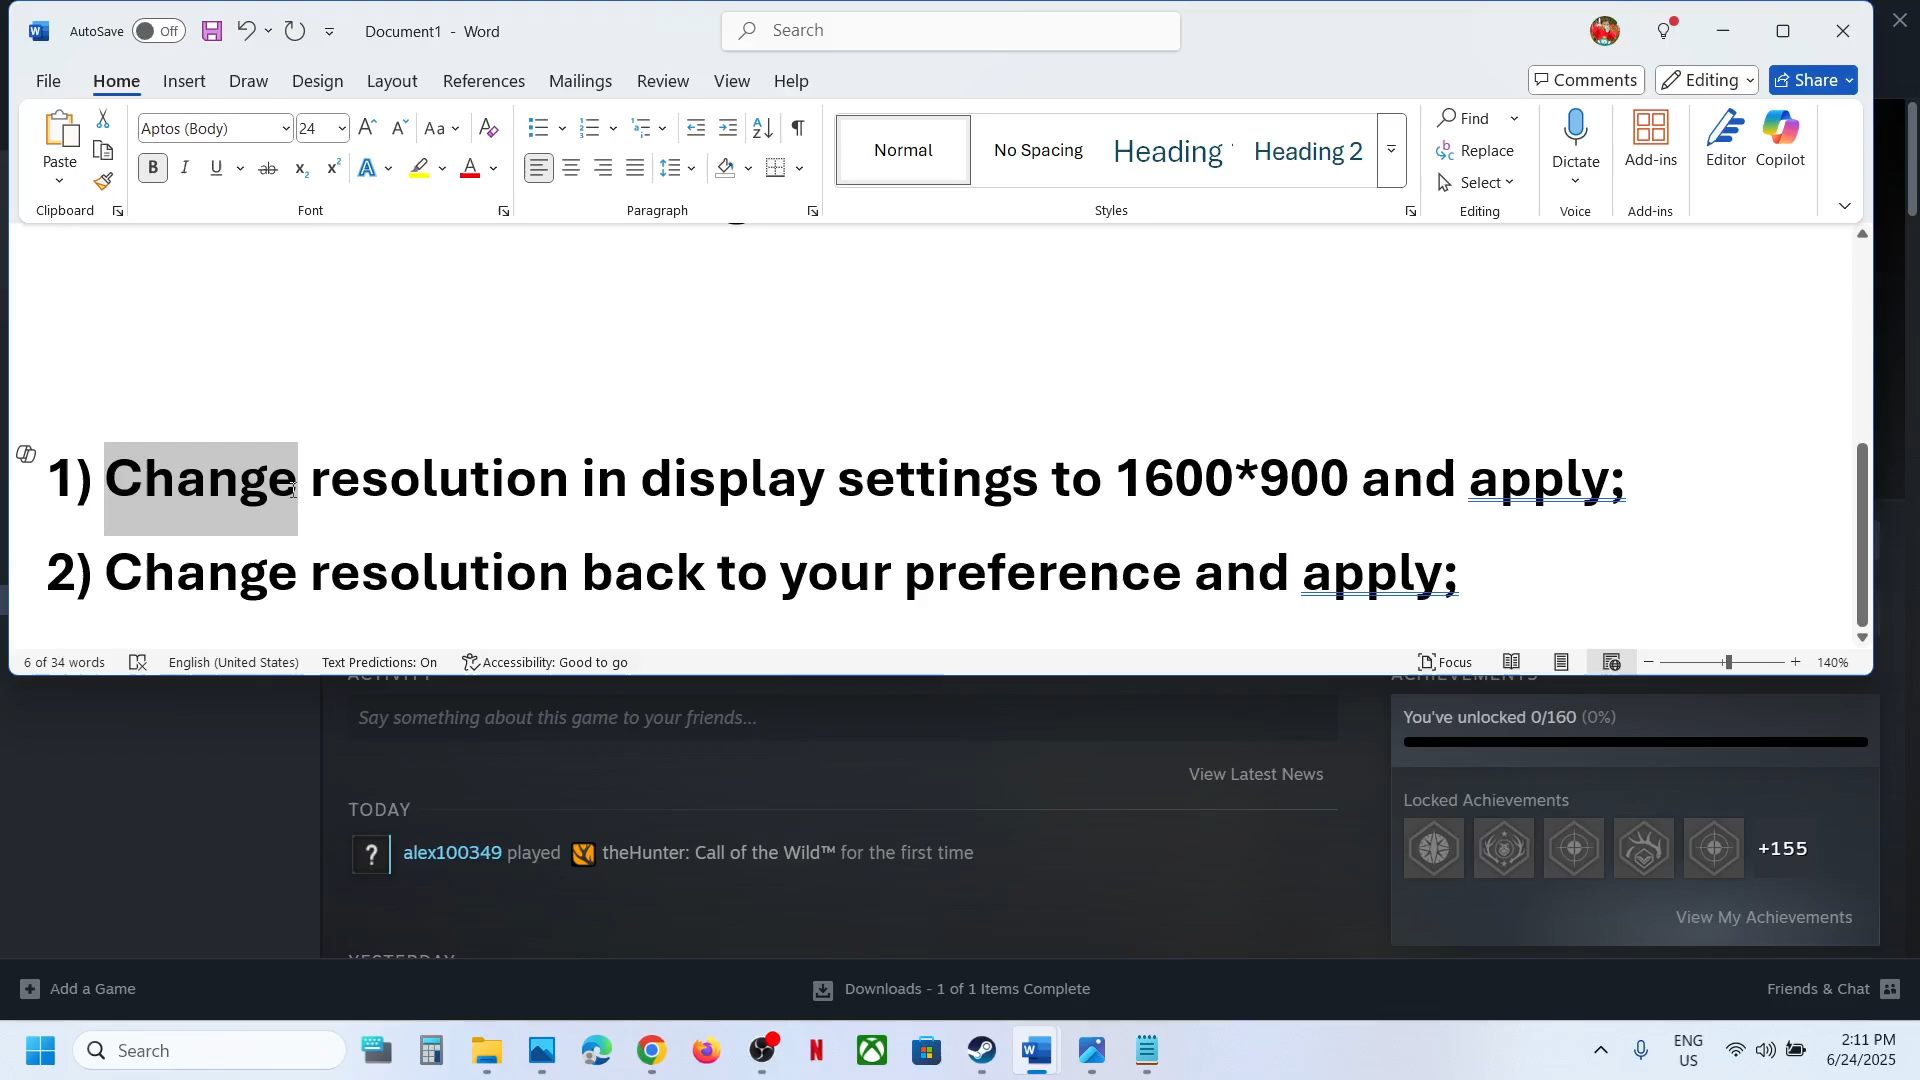 AutoSave Off Document1 - Word Search
File Home Insert Draw Design Layout References Mailings Review View Help Comments Editing Share
Paste Aptos (Body) 24 Normal No Spacing Heading Heading 2 Find Replace Select Dictate Add-ins Editor Copilot
Clipboard Font Paragraph Styles Editing Voice Add-ins
1) Change resolution in display settings to 1600*900 and apply;
2) Change resolution back to your preference and apply;
6 of 34 words English (United States) Text Predictions: On Accessibility: Good to go Focus 140%
Say something about this game to your friends...
View Latest News
TODAY
alex100349 played theHunter: Call of the Wild™ for the first time
ACHIEVEMENTS
You've unlocked 0/160 (0%)
Locked Achievements
+155
View My Achievements
Add a Game Downloads - 1 of 1 Items Complete Friends & Chat
Search ENG US 2:11 PM 6/24/2025